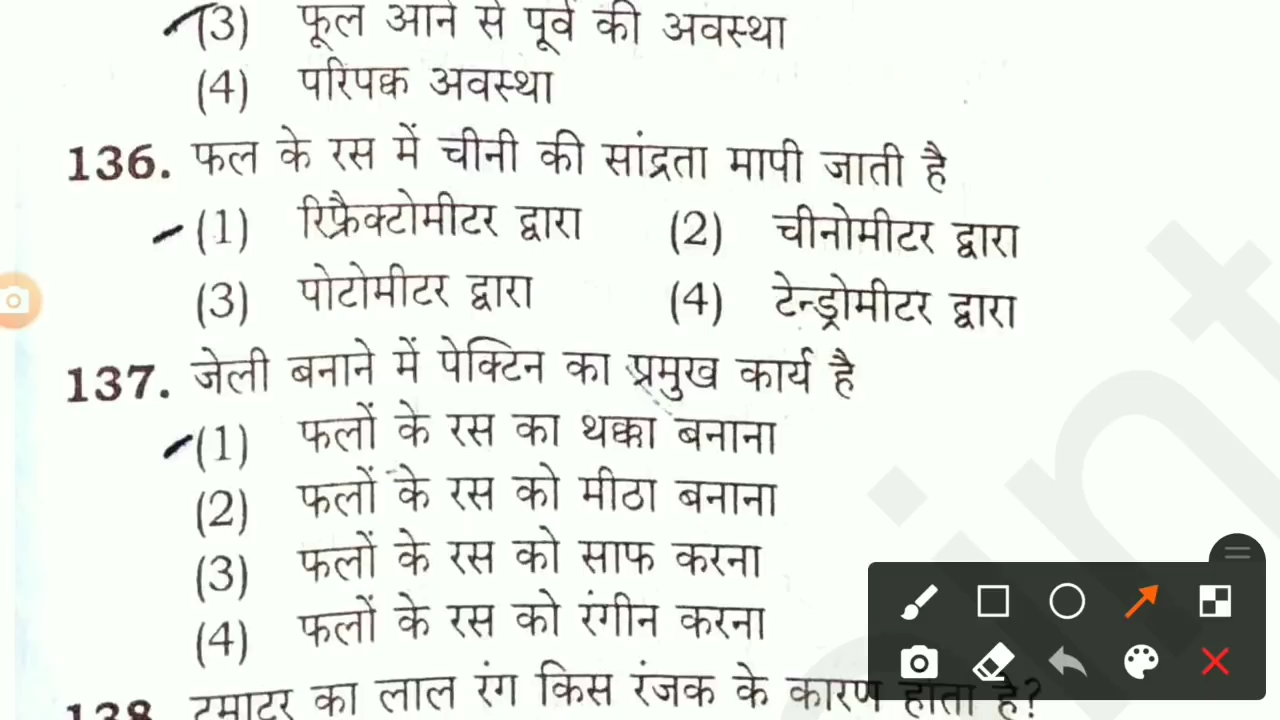 (3) फूल आने से पूर्व की अवस्था
(4) परिपक्व अवस्था
136. फल के रस में चीनी की सांद्रता मापी जाती है
(1) रिफ्रैक्टोमीटर द्वारा (2) चीनोमीटर द्वारा
(3) पोटोमीटर द्वारा (4) टेन्ड्रोमीटर द्वारा
137. जेली बनाने में पेक्टिन का प्रमुख कार्य है
(1) फलों के रस का थक्का बनाना
(2) फलों के रस को मीठा बनाना
(3) फलों के रस को साफ करना
(4) फलों के रस को रंगीन करना
138. टमाटर का लाल रंग किस रंजक के कारण होता है?